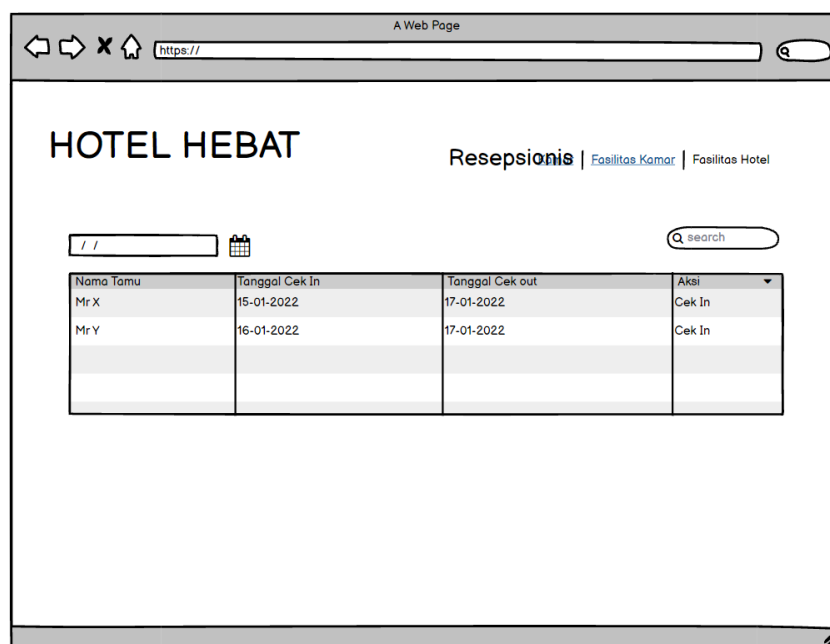 A Web Page
https://
HOTEL HEBAT
Resepsionis | Fasilitas Kamar | Fasilitas Hotel
/ /
search
Nama Tamu Tanggal Cek In Tanggal Cek out Aksi
Mr X 15-01-2022 17-01-2022 Cek In
Mr Y 16-01-2022 17-01-2022 Cek In